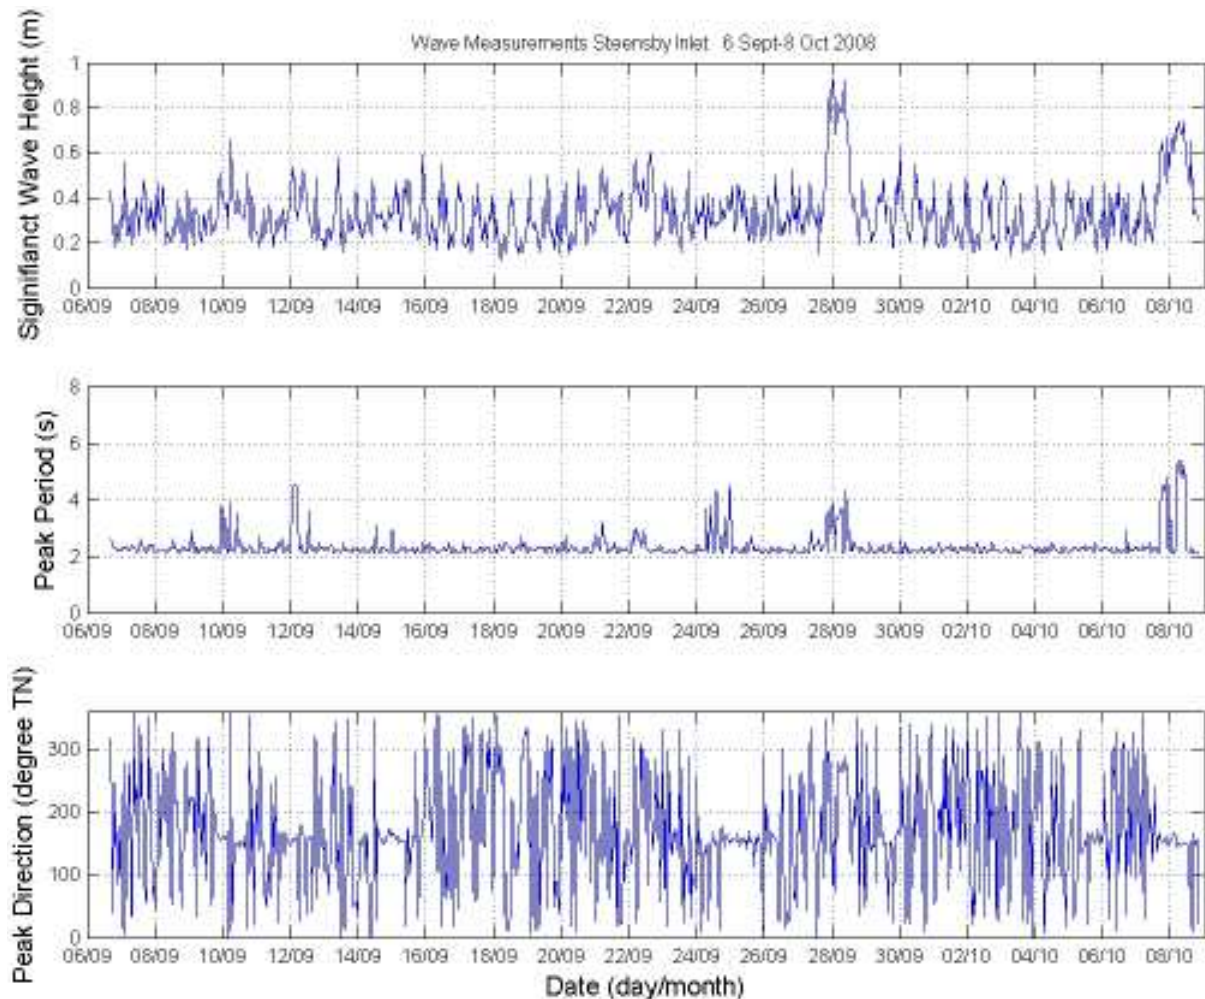 Wave Measurements Steensby Inlet 6 Sept-8 Oct 2008
Siginifianct Wave Height (m)
1
0.8
0.6
0.4
0.2
0
06/09 08/09 10/09 12/09 14/09 16/09 18/09 20/09 22/09 24/09 26/09 28/09 30/09 02/10 04/10 06/10 08/10
Peak Period (s)
8
6
4
2
0
06/09 08/09 10/09 12/09 14/09 16/09 18/09 20/09 22/09 24/09 26/09 28/09 30/09 02/10 04/10 06/10 08/10
Peak Direction (degree TN)
300
200
100
0
06/09 08/09 10/09 12/09 14/09 16/09 18/09 20/09 22/09 24/09 26/09 28/09 30/09 02/10 04/10 06/10 08/10
Date (day/month)